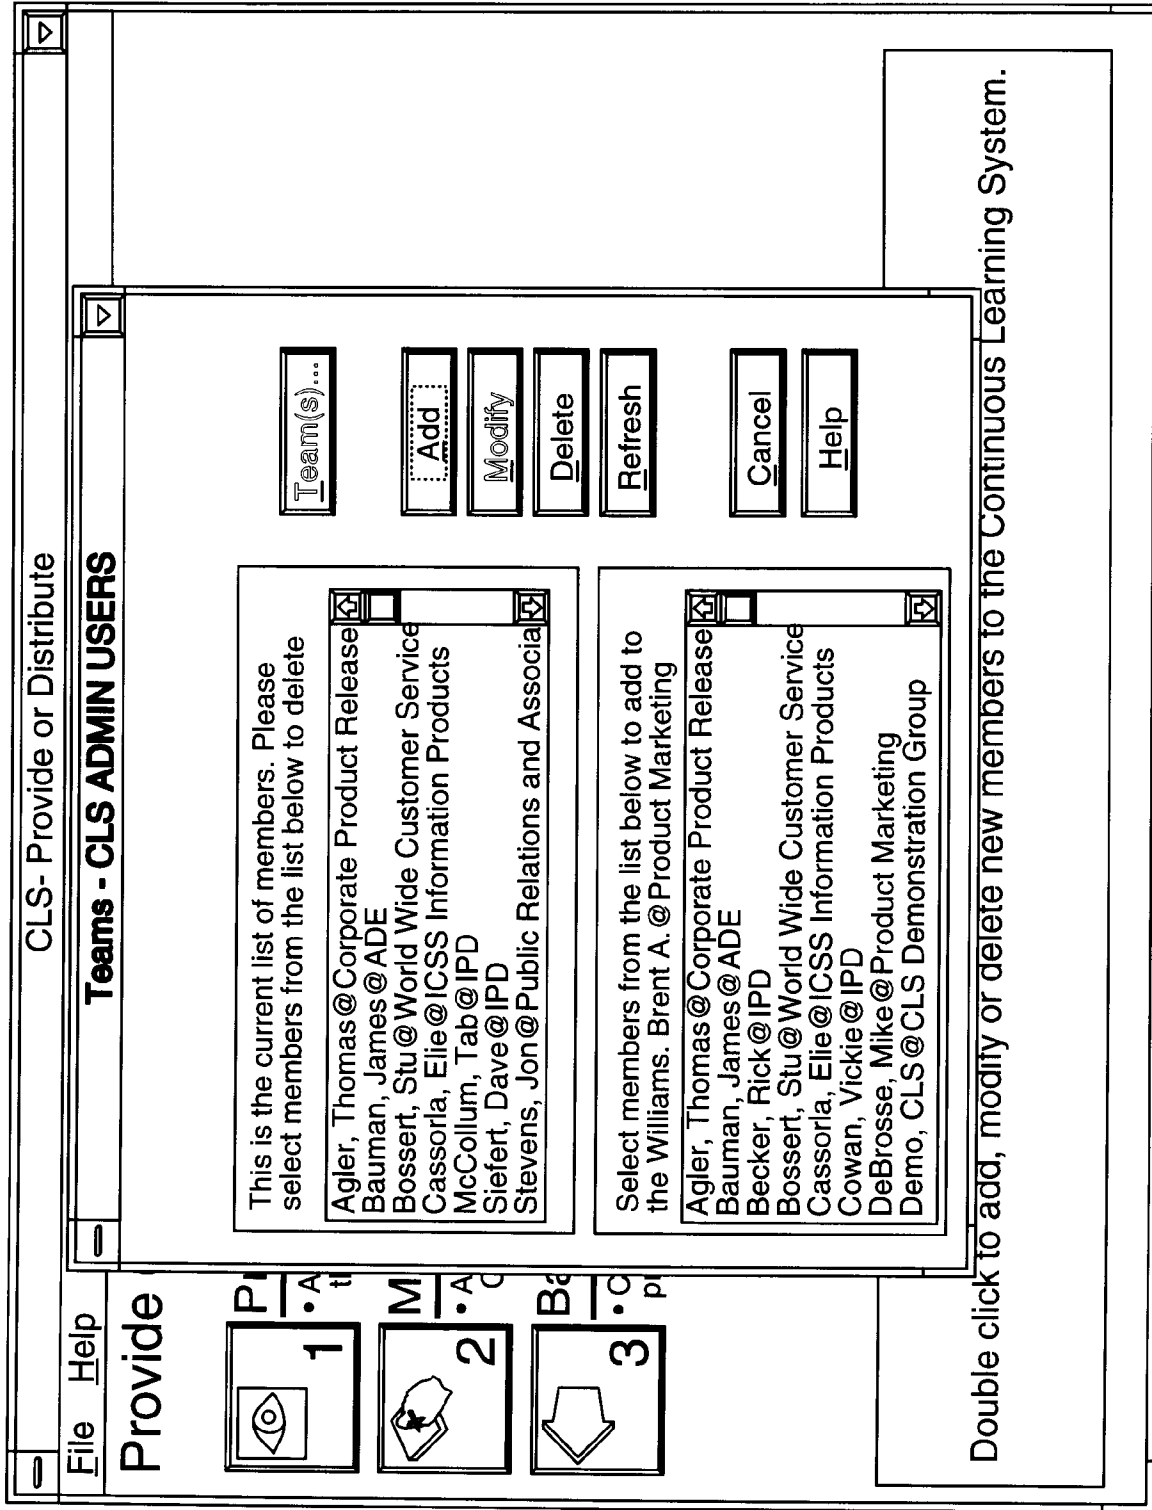 CLS- Provide or Distribute
File Help
Teams - CLS ADMIN USERS
Provide
This is the current list of members. Please
select members from the list below to delete
Agler, Thomas@Corporate Product Release
Bauman, James@ADE
Bossert, Stu@World Wide Customer Service
Cassorla, Elie@ICSS Information Products
McCollum, Tab@IPD
Siefert, Dave@IPD
Stevens, Jon@Public Relations and Associa
Select members from the list below to add to
the Williams. Brent A.@Product Marketing
Agler, Thomas@Corporate Product Release
Bauman, James@ADE
Becker, Rick@IPD
Bossert, Stu@World Wide Customer Service
Cassorla, Elie@ICSS Information Products
Cowan, Vickie@IPD
DeBrosse, Mike@Product Marketing
Demo, CLS@CLS Demonstration Group
Team(s)...
Add
Modify
Delete
Refresh
Cancel
Help
1
2
M
• A
3
Ba
• C
Double click to add, modify or delete new members to the Continuous Learning System.